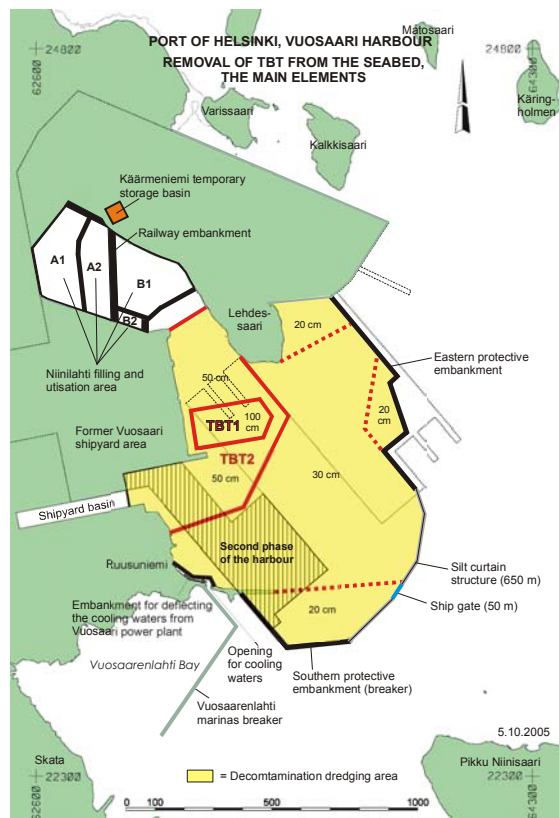 24800
62600
PORT OF HELSINKI, VUOSAARI HARBOUR
REMOVAL OF TBT FROM THE SEABED,
THE MAIN ELEMENTS
Matosaari
24800
64300
Käring-
holmen
Varissaari
Kalkkisaari
Käärmeniemi temporary
storage basin
Railway embankment
A1
A2
B1
B2
Niinilahti filling and
utisation area
Lehdes-
saari
20 cm
Eastern protective
embankment
20
cm
50 cm
100
cm
TBT1
TBT2
50 cm
30 cm
Former Vuosaari
shipyard area
Shipyard basin
Second phase
of the harbour
Ruusuniemi
Silt curtain
structure (650 m)
Ship gate (50 m)
20 cm
Embankment for deflecting
the cooling waters from
Vuosaari power plant
Opening
for cooling
waters
Southern protective
embankment (breaker)
Vuosaarenlahti Bay
Vuosaarenlahti
marinas breaker
5.10.2005
Skata
22300
62600
Pikku Niinisaari
22300
64300
= Decomtamination dredging area
0 100 500 1000